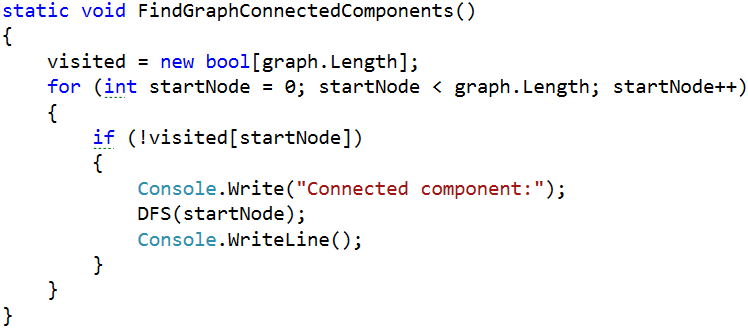 static void FindGraphConnectedComponents()
{
    visited = new bool[graph.Length];
    for (int startNode = 0; startNode < graph.Length; startNode++)
    {
        if (!visited[startNode])
        {
            Console.Write("Connected component:");
            DFS(startNode);
            Console.WriteLine();
        }
    }
}